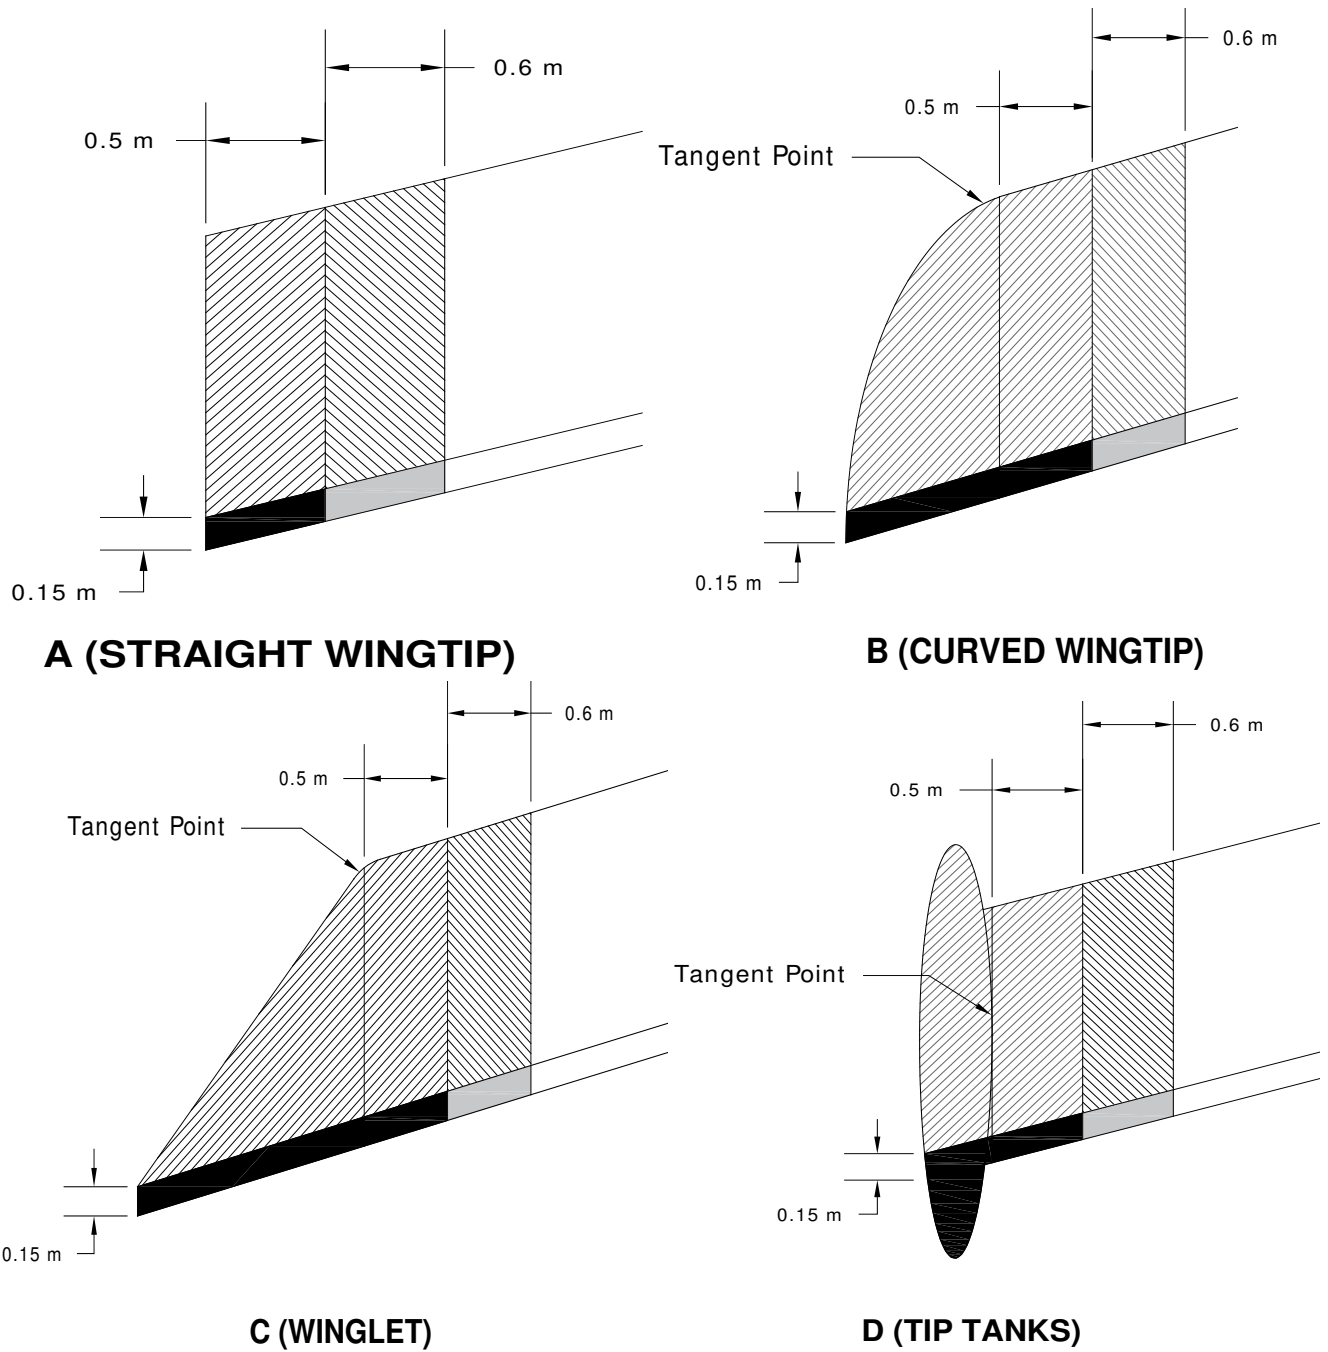 0.6 m
0.5 m
0.15 m
A (STRAIGHT WINGTIP)
0.6 m
0.5 m
Tangent Point
0.15 m
B (CURVED WINGTIP)
0.6 m
0.5 m
Tangent Point
0.15 m
C (WINGLET)
0.6 m
0.5 m
Tangent Point
0.15 m
D (TIP TANKS)